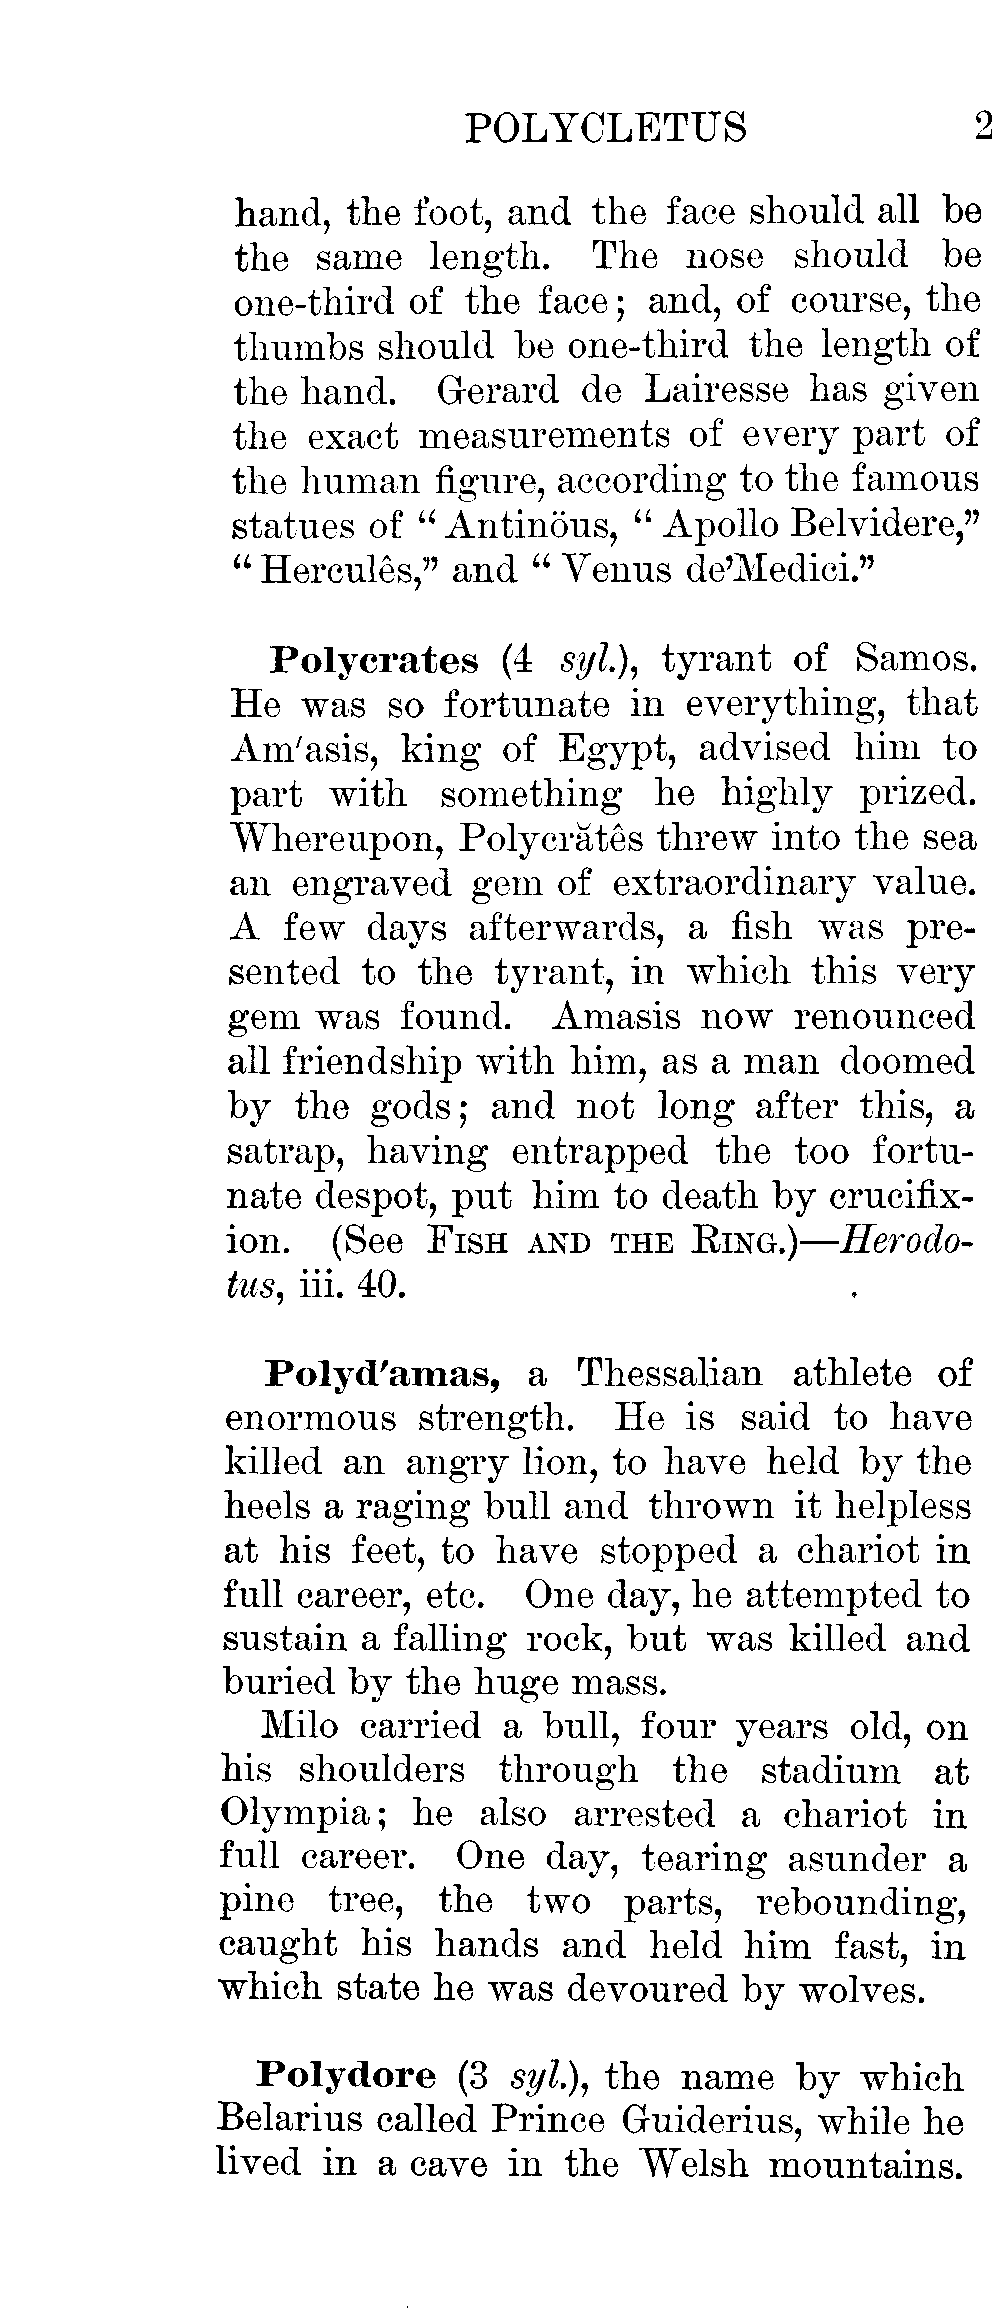 POLYCLETUS 2
hand, the foot, and the face should all be
the same length. The nose should be
one-third of the face; and, of course, the
thumbs should be one-third the length of
the hand. Gerard de Lairesse has given
the exact measurements of every part of
the human figure, according to the famous
statues of “ Antinöus, “ Apollo Belvidere,”
“ Herculês,” and “ Venus de’Medici.”
Polycrates (4 syl.), tyrant of Samos.
He was so fortunate in everything, that
Am'asis, king of Egypt, advised him to
part with something he highly prized.
Whereupon, Polycrătês threw into the sea
an engraved gem of extraordinary value.
A few days afterwards, a fish was pre-
sented to the tyrant, in which this very
gem was found. Amasis now renounced
all friendship with him, as a man doomed
by the gods; and not long after this, a
satrap, having entrapped the too fortu-
nate despot, put him to death by crucifix-
ion. (See FISH AND THE RING.)—Herodo-
tus, iii. 40.
Polyd'amas, a Thessalian athlete of
enormous strength. He is said to have
killed an angry lion, to have held by the
heels a raging bull and thrown it helpless
at his feet, to have stopped a chariot in
full career, etc. One day, he attempted to
sustain a falling rock, but was killed and
buried by the huge mass.
Milo carried a bull, four years old, on
his shoulders through the stadium at
Olympia; he also arrested a chariot in
full career. One day, tearing asunder a
pine tree, the two parts, rebounding,
caught his hands and held him fast, in
which state he was devoured by wolves.
Polydore (3 syl.), the name by which
Belarius called Prince Guiderius, while he
lived in a cave in the Welsh mountains.